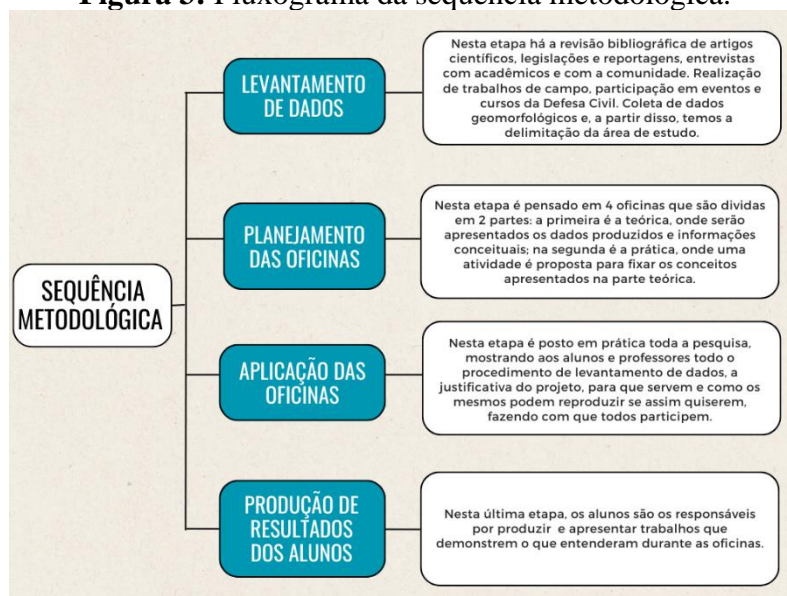 Figura 3: Fluxograma da sequência metodológica.
LEVANTAMENTO
DE DADOS
Nesta etapa há a revisão bibliográfica de artigos
científicos, legislações e reportagens, entrevistas
com acadêmicos e com a comunidade. Realização
de trabalhos de campo, participação em eventos e
cursos da Defesa Civil. Coleta de dados
geomorfológicos e, a partir disso, temos a
delimitação da área de estudo.
PLANEJAMENTO
DAS OFICINAS
Nesta etapa é pensado em 4 oficinas que são dividas
em 2 partes: a primeira é a teórica, onde serão
apresentados os dados produzidos e informações
conceituais; na segunda é a prática, onde uma
atividade é proposta para fixar os conceitos
apresentados na parte teórica.
SEQUÊNCIA
METODOLÓGICA
APLICAÇÃO DAS
OFICINAS
Nesta etapa é posto em prática toda a pesquisa,
mostrando aos alunos e professores todo o
procedimento de levantamento de dados, a
justificativa do projeto, para que servem e como os
mesmos podem reproduzir se assim quiserem,
fazendo com que todos participem.
PRODUÇÃO DE
RESULTADOS
DOS ALUNOS
Nesta última etapa, os alunos são os responsáveis
por produzir e apresentar trabalhos que
demonstrem o que entenderam durante as oficinas.